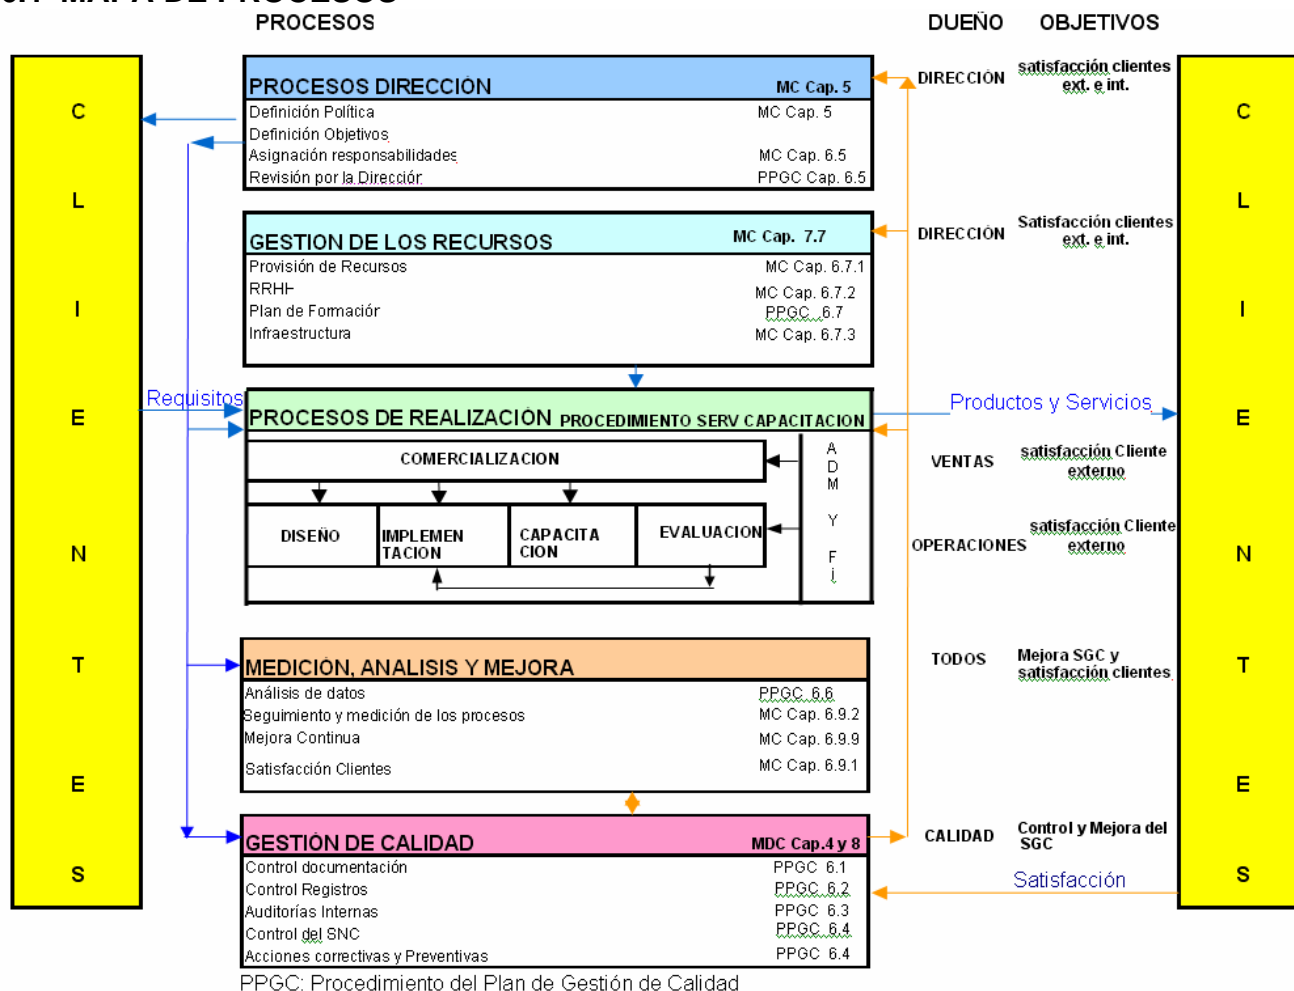 MAPA DE PROCESOS
PROCESOS DUEÑO OBJETIVOS
CLIENTES
PROCESOS DIRECCIÓN MC Cap. 5
Definición Política MC Cap. 5
Definición Objetivos
Asignación responsabilidades MC Cap. 6.5
Revisión por la Dirección PPGC Cap. 6.5
DIRECCIÓN
satisfacción clientes
ext. e int.
GESTION DE LOS RECURSOS MC Cap. 7.7
Provisión de Recursos MC Cap. 6.7.1
RRHH MC Cap. 6.7.2
Plan de Formación PPGC 6.7
Infraestructura MC Cap. 6.7.3
DIRECCIÓN
Satisfacción clientes
ext. e int.
Requisitos
PROCESOS DE REALIZACIÓN PROCEDIMIENTO SERV CAPACITACION
Productos y Servicios
COMERCIALIZACION
DISEÑO
IMPLEMEN
TACION
CAPACITA
CION
EVALUACION
ADM Y Fi
VENTAS
satisfacción Cliente
externo
OPERACIONES
satisfacción Cliente
externo
MEDICIÓN, ANALISIS Y MEJORA
Análisis de datos PPGC 6.6
Seguimiento y medición de los procesos MC Cap. 6.9.2
Mejora Continua MC Cap. 6.9.9
Satisfacción Clientes MC Cap. 6.9.1
TODOS
Mejora SGC y
satisfacción clientes
GESTIÓN DE CALIDAD MDC Cap.4 y 8
Control documentación PPGC 6.1
Control Registros PPGC 6.2
Auditorías Internas PPGC 6.3
Control del SNC PPGC 6.4
Acciones correctivas y Preventivas PPGC 6.4
CALIDAD
Control y Mejora del
SGC
Satisfacción
CLIENTES
PPGC: Procedimiento del Plan de Gestión de Calidad